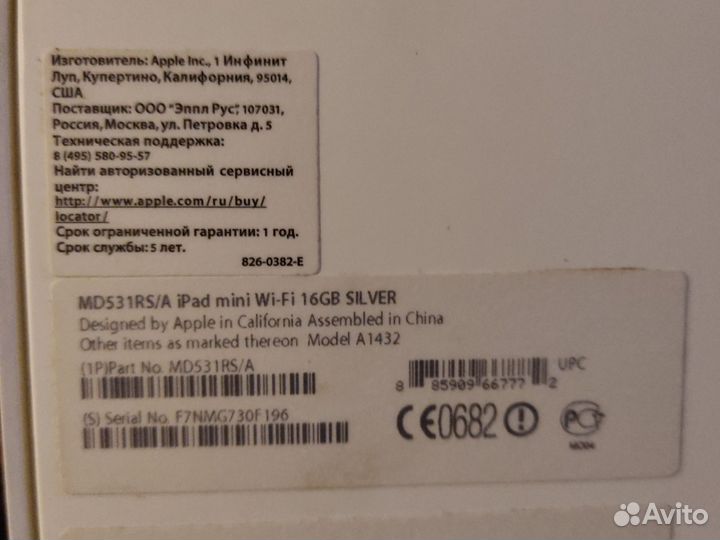 Изготовитель: Apple Inc., 1 Инфинит
Луп, Купертино, Калифорния, 95014,
США
Поставщик: ООО "Эппл Рус", 107031,
Россия, Москва, ул. Петровка д. 5
Техническая поддержка:
8 (495) 580-95-57
Найти авторизованный сервисный
центр:
http://www.apple.com/ru/buy/
locator/
Срок ограниченной гарантии: 1 год.
Срок службы: 5 лет.
826-0382-E
MD531RS/A iPad mini Wi-Fi 16GB SILVER
Designed by Apple in California Assembled in China
Other items as marked thereon Model A1432
(1P)Part No. MD531RS/A
UPC
8 85909 66777 2
(S) Serial No. F7NMG730F196
CE0682
Avito